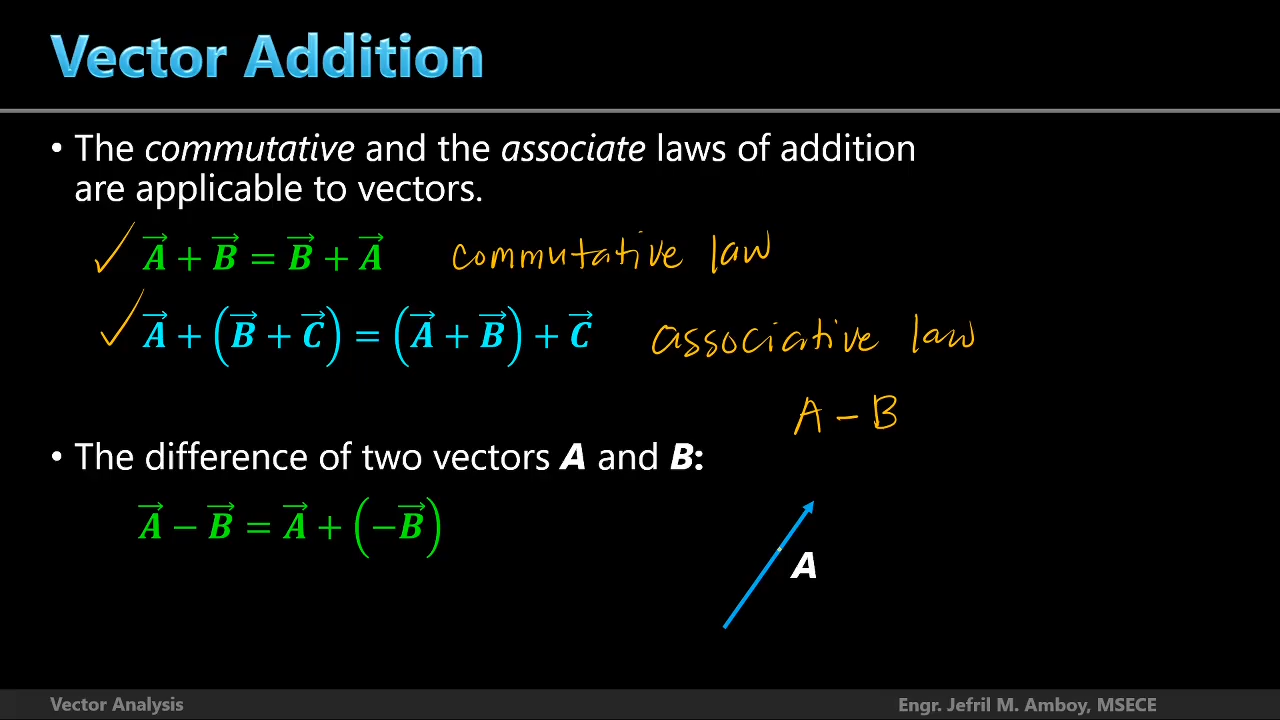 Vector Addition
• The commutative and the associate laws of addition
are applicable to vectors.
✓ A⃗ + B⃗ = B⃗ + A⃗ commutative law
✓ A⃗ + (B⃗ + C⃗) = (A⃗ + B⃗) + C⃗ associative law
A - B
• The difference of two vectors A and B:
A⃗ − B⃗ = A⃗ + (−B⃗)
A
Vector Analysis
Engr. Jefril M. Amboy, MSECE